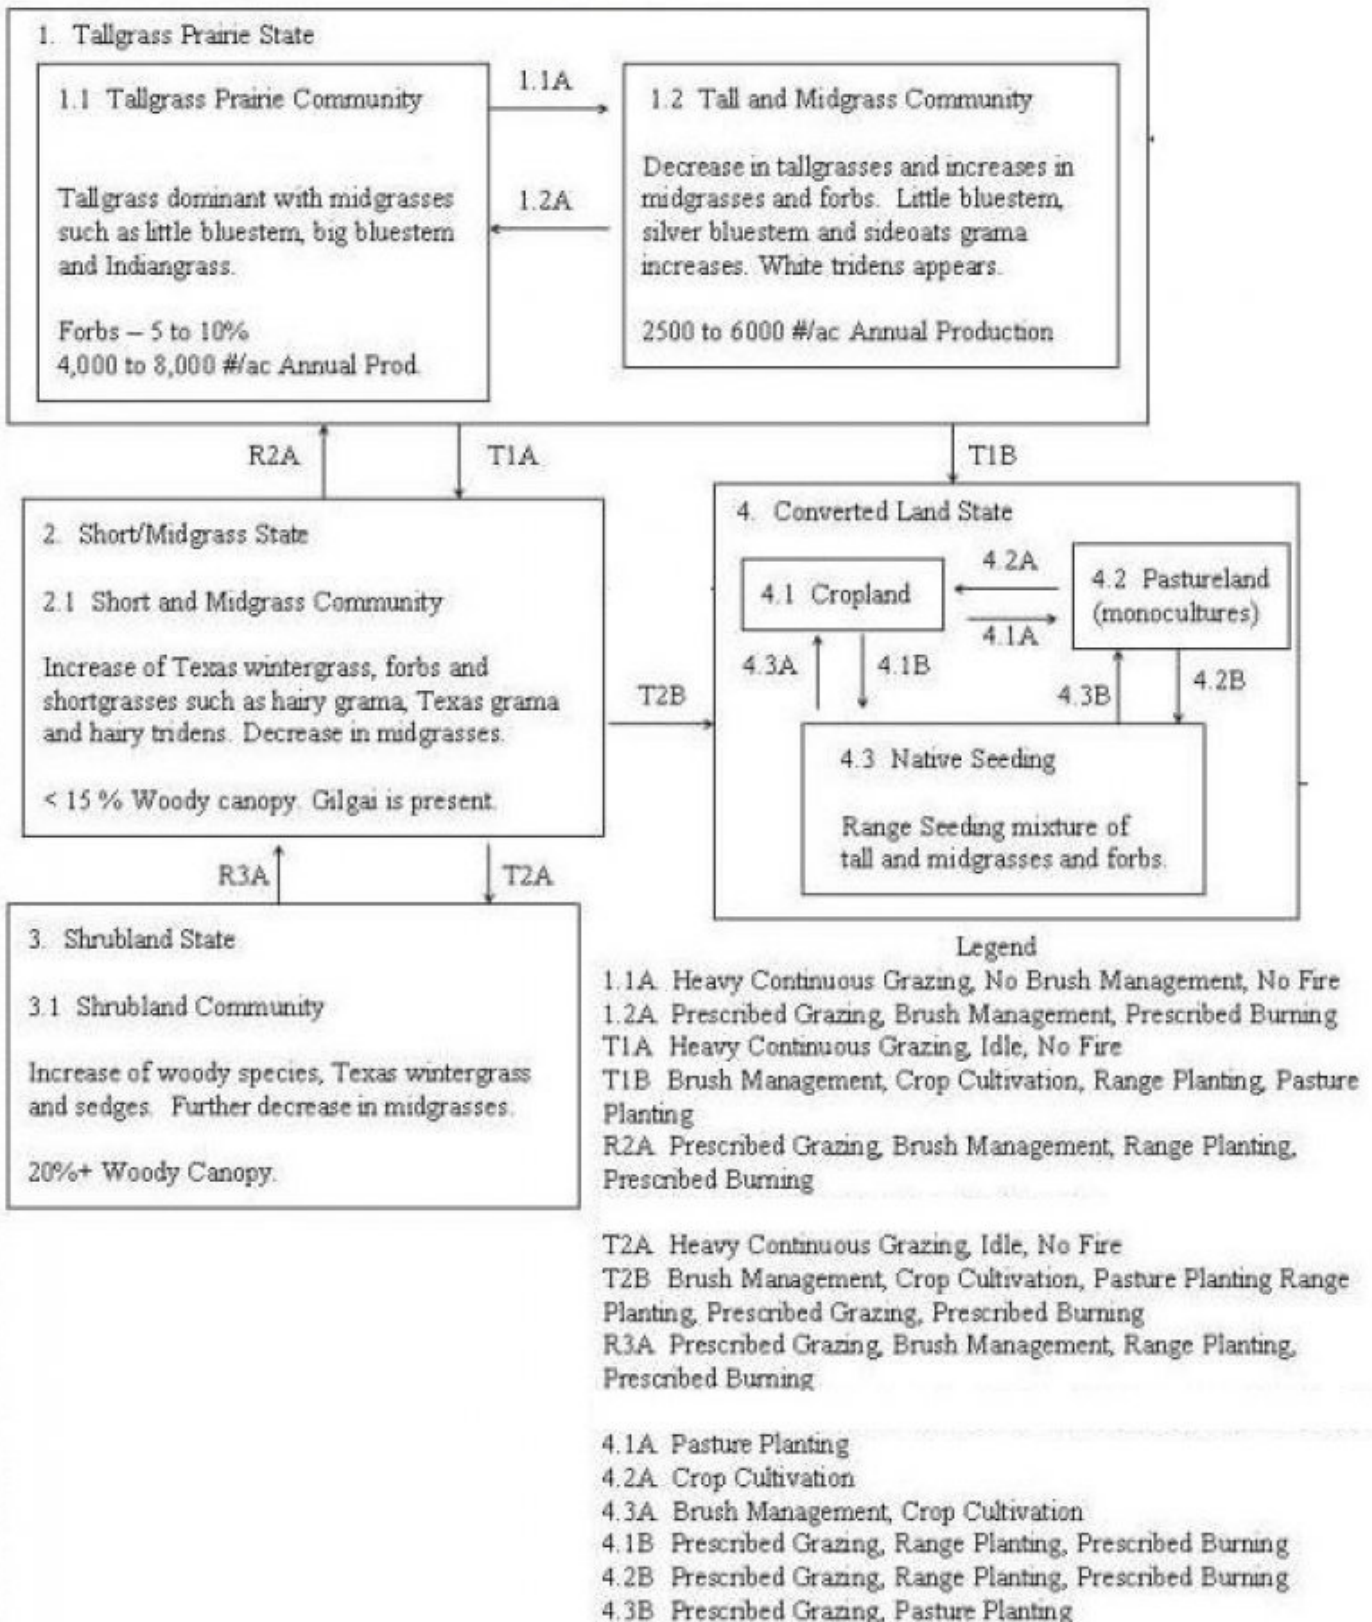 1. Tallgrass Prairie State
1.1 Tallgrass Prairie Community
Tallgrass dominant with midgrasses
such as little bluestem, big bluestem
and Indiangrass.
Forbs – 5 to 10%
4,000 to 8,000 #/ac Annual Prod.
1.1A
1.2A
1.2 Tall and Midgrass Community
Decrease in tallgrasses and increases in
midgrasses and forbs. Little bluestem,
silver bluestem and sideoats grama
increases. White tridens appears.
2500 to 6000 #/ac Annual Production
R2A
T1A
T1B
2. Short/Midgrass State
2.1 Short and Midgrass Community
Increase of Texas wintergrass, forbs and
shortgrasses such as hairy grama, Texas grama
and hairy tridens. Decrease in midgrasses.
< 15 % Woody canopy. Gilgai is present.
T2B
4. Converted Land State
4.1 Cropland
4.2A
4.1A
4.2 Pastureland
(monocultures)
4.3A
4.1B
4.3B
4.2B
4.3 Native Seeding
Range Seeding mixture of
tall and midgrasses and forbs.
R3A
T2A
3. Shrubland State
3.1 Shrubland Community
Increase of woody species, Texas wintergrass
and sedges. Further decrease in midgrasses.
20%+ Woody Canopy.
Legend
1.1A Heavy Continuous Grazing, No Brush Management, No Fire
1.2A Prescribed Grazing, Brush Management, Prescribed Burning
T1A Heavy Continuous Grazing, Idle, No Fire
T1B Brush Management, Crop Cultivation, Range Planting, Pasture
Planting
R2A Prescribed Grazing, Brush Management, Range Planting,
Prescribed Burning
T2A Heavy Continuous Grazing, Idle, No Fire
T2B Brush Management, Crop Cultivation, Pasture Planting Range
Planting, Prescribed Grazing, Prescribed Burning
R3A Prescribed Grazing, Brush Management, Range Planting,
Prescribed Burning
4.1A Pasture Planting
4.2A Crop Cultivation
4.3A Brush Management, Crop Cultivation
4.1B Prescribed Grazing, Range Planting, Prescribed Burning
4.2B Prescribed Grazing, Range Planting, Prescribed Burning
4.3B Prescribed Grazing, Pasture Planting